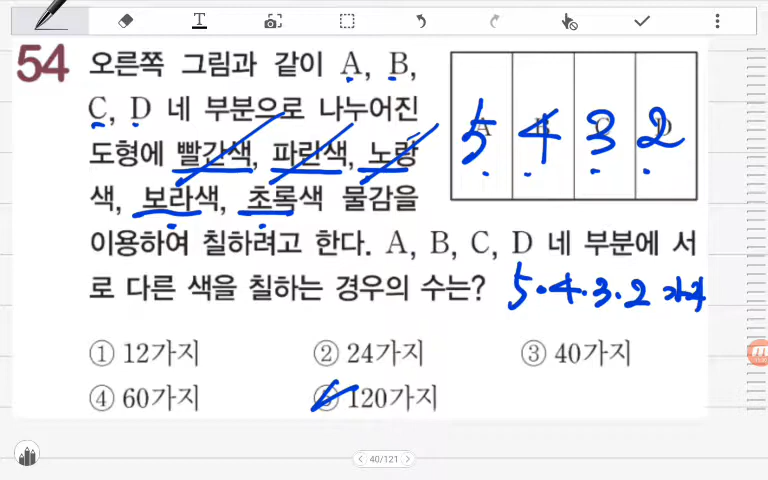 54 오른쪽 그림과 같이 A, B,
C, D 네 부분으로 나누어진
도형에 빨간색, 파란색, 노랑
색, 보라색, 초록색 물감을
이용하여 칠하려고 한다. A, B, C, D 네 부분에 서
로 다른 색을 칠하는 경우의 수는?
A B C D
5 4 3 2
5·4·3·2 가지
① 12가지 ② 24가지 ③ 40가지
④ 60가지 ⑤ 120가지
40/121